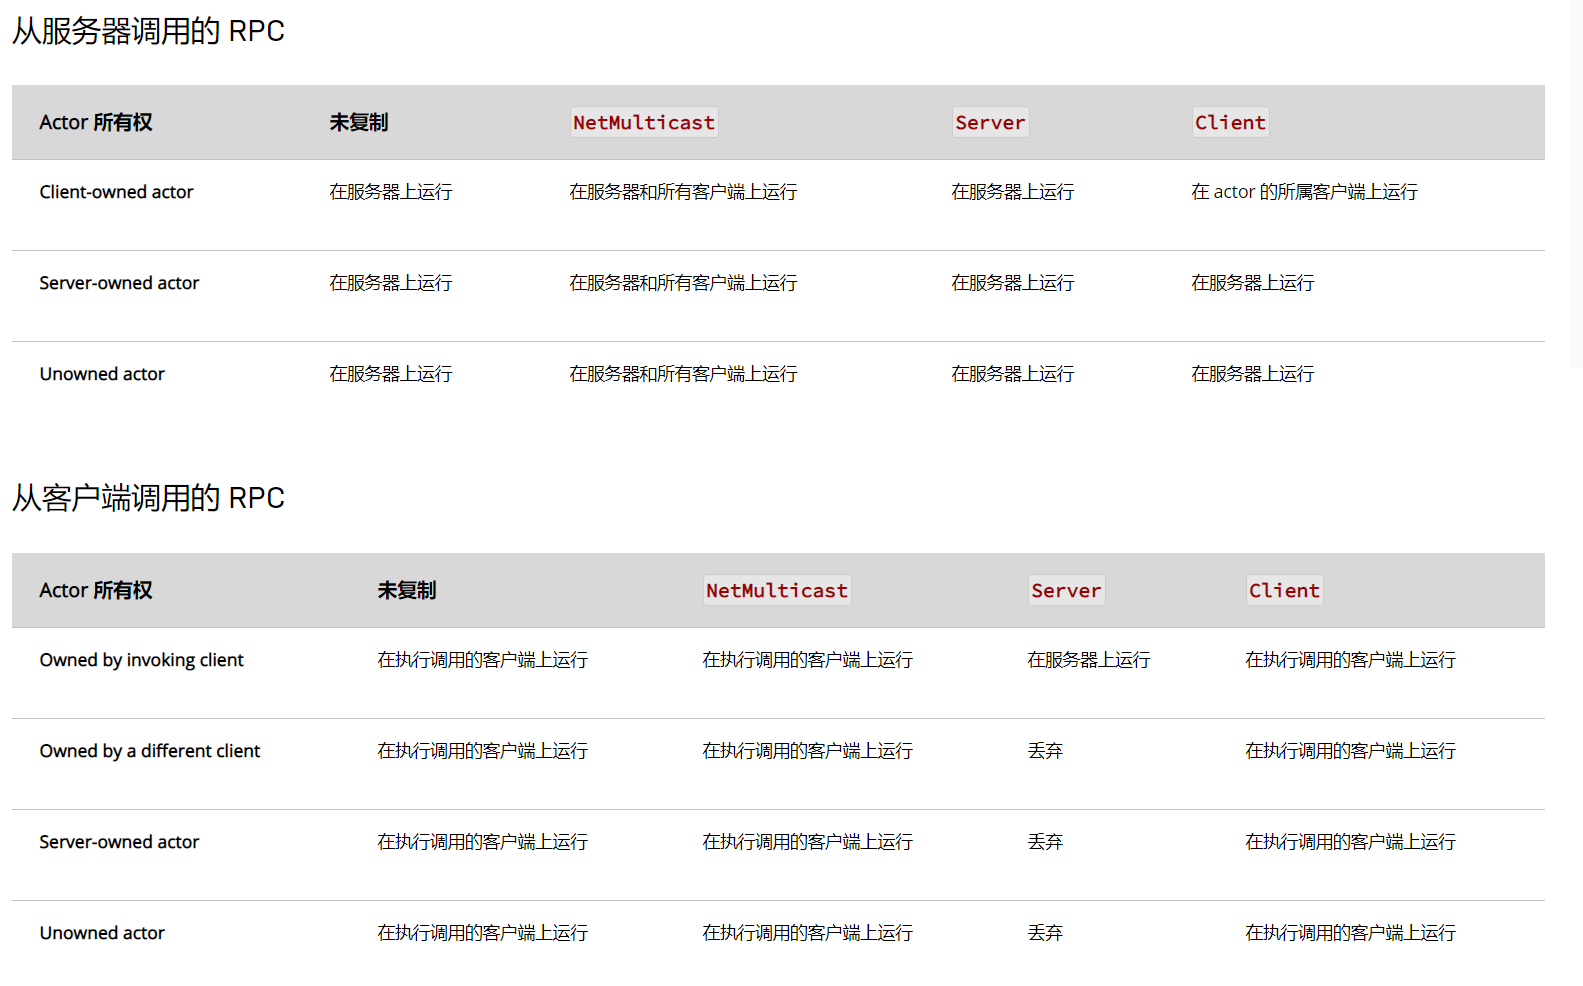 从服务器调用的 RPC
Actor 所有权 未复制 NetMulticast Server Client
Client-owned actor 在服务器上运行 在服务器和所有客户端上运行 在服务器上运行 在 actor 的所属客户端上运行
Server-owned actor 在服务器上运行 在服务器和所有客户端上运行 在服务器上运行 在服务器上运行
Unowned actor 在服务器上运行 在服务器和所有客户端上运行 在服务器上运行 在服务器上运行
从客户端调用的 RPC
Actor 所有权 未复制 NetMulticast Server Client
Owned by invoking client 在执行调用的客户端上运行 在执行调用的客户端上运行 在服务器上运行 在执行调用的客户端上运行
Owned by a different client 在执行调用的客户端上运行 在执行调用的客户端上运行 丢弃 在执行调用的客户端上运行
Server-owned actor 在执行调用的客户端上运行 在执行调用的客户端上运行 丢弃 在执行调用的客户端上运行
Unowned actor 在执行调用的客户端上运行 在执行调用的客户端上运行 丢弃 在执行调用的客户端上运行